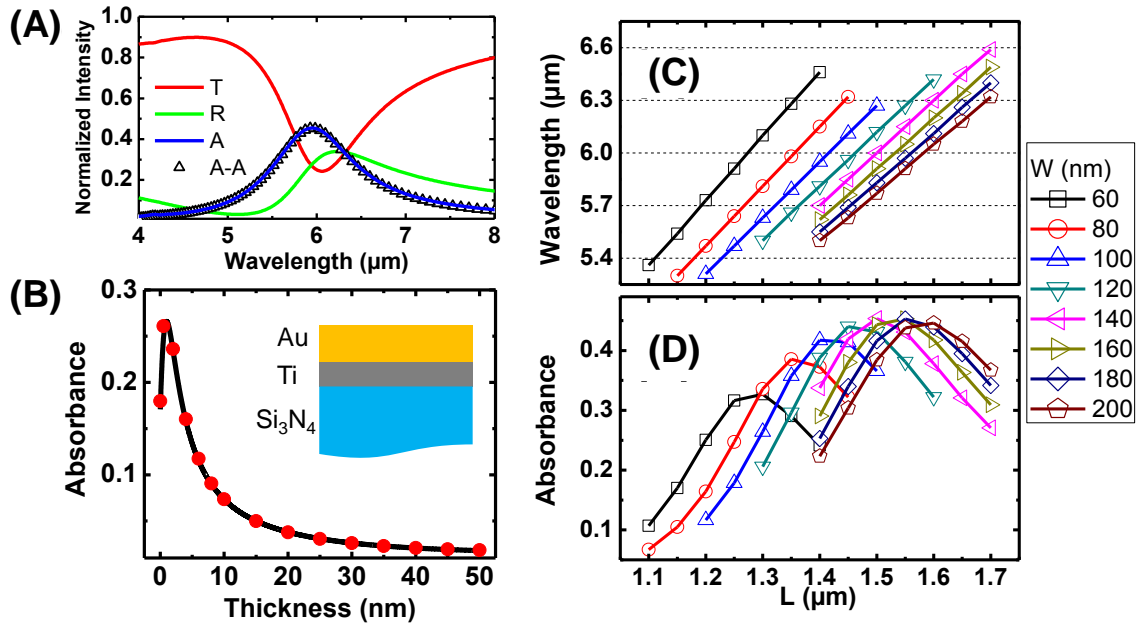 (A)
Normalized Intensity
1.0
0.8
0.6
0.4
0.2
T
R
A
A-A
4 5 6 7 8
Wavelength (μm)
(B)
Absorbance
0.3
0.2
0.1
Au
Ti
Si₃N₄
0 10 20 30 40 50
Thickness (nm)
(C)
Wavelength (μm)
6.6
6.3
6.0
5.7
5.4
(D)
Absorbance
0.4
0.3
0.2
0.1
1.1 1.2 1.3 1.4 1.5 1.6 1.7
L (μm)
W (nm)
60
80
100
120
140
160
180
200